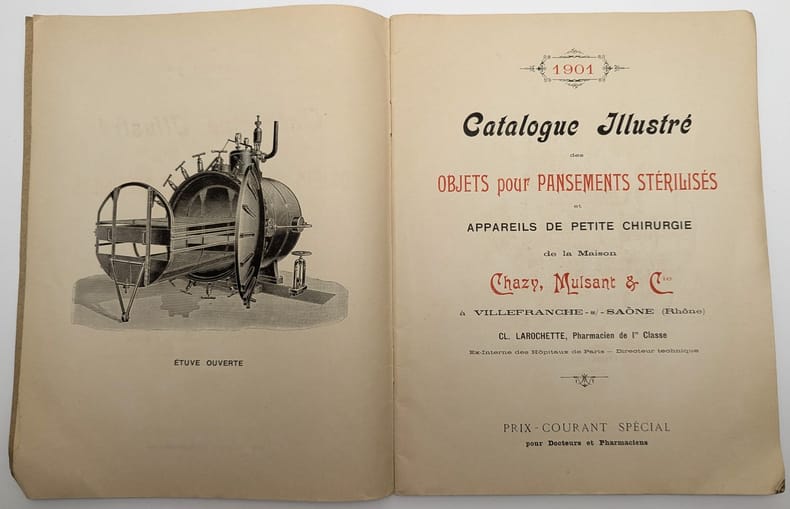 ÉTUVE OUVERTE
1901
Catalogue Illustré
des
OBJETS pour PANSEMENTS STÉRILISÉS
et
APPAREILS DE PETITE CHIRURGIE
de la Maison
Chazy, Mulsant & Cie
à VILLEFRANCHE-s/-SAÔNE (Rhône)
CL. LAROCHETTE, Pharmacien de 1re Classe
Ex-Interne des Hôpitaux de Paris — Directeur technique
PRIX-COURANT SPÉCIAL
pour Docteurs et Pharmaciens